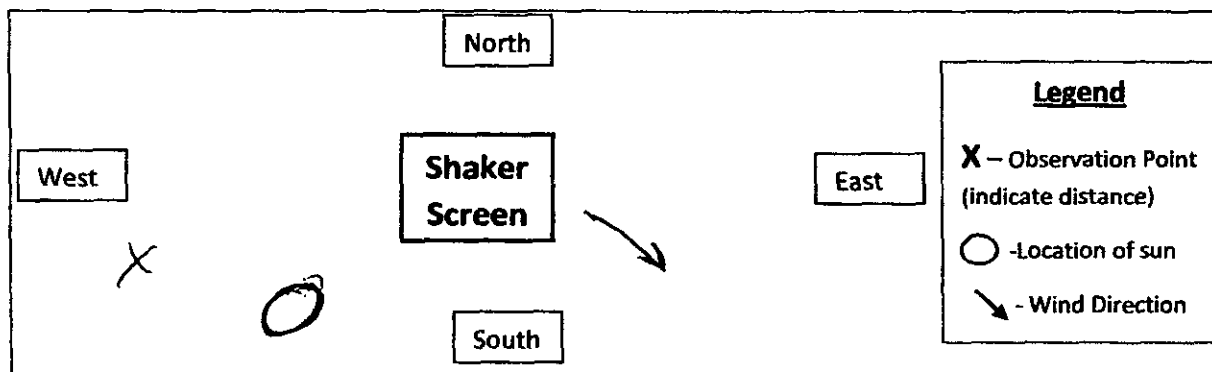 North
Legend
West
Shaker
Screen
East
X – Observation Point
(indicate distance)
X
-Location of sun
- Wind Direction
South